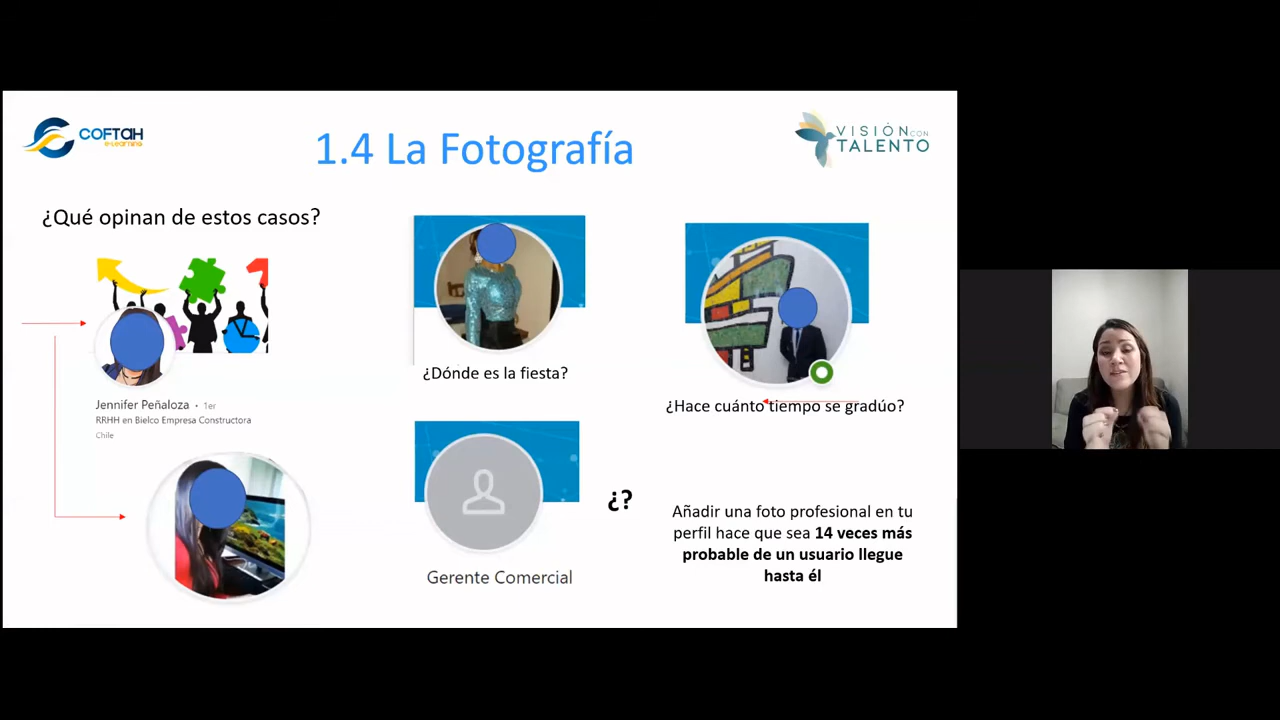 COFTAH
e-Learning
1.4 La Fotografía
VISIÓN CON
TALENTO
¿Qué opinan de estos casos?
¿Dónde es la fiesta?
¿Hace cuánto tiempo se gradúo?
Jennifer Peñaloza • 1er
RRHH en Bielco Empresa Constructora
Chile
Gerente Comercial
¿?
Añadir una foto profesional en tu
perfil hace que sea 14 veces más
probable de un usuario llegue
hasta él